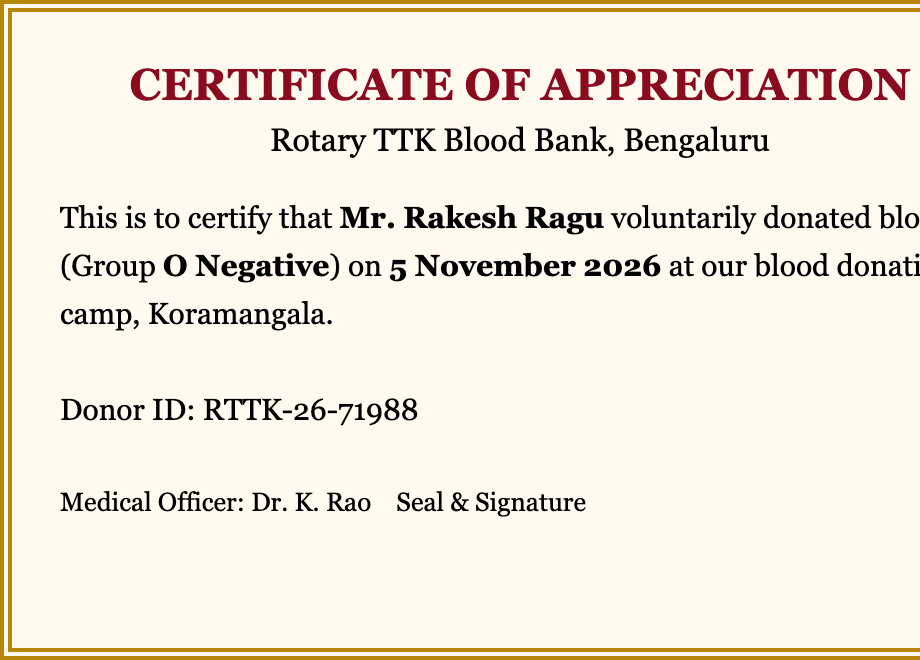 CERTIFICATE OF APPRECIATION
Rotary TTK Blood Bank, Bengaluru
This is to certify that Mr. Rakesh Ragu voluntarily donated
(Group O Negative) on 5 November 2026 at our blood
camp, Koramangala.
Donor ID: RTTK-26-71988
Medical Officer: Dr. K. Rao Seal & Signature